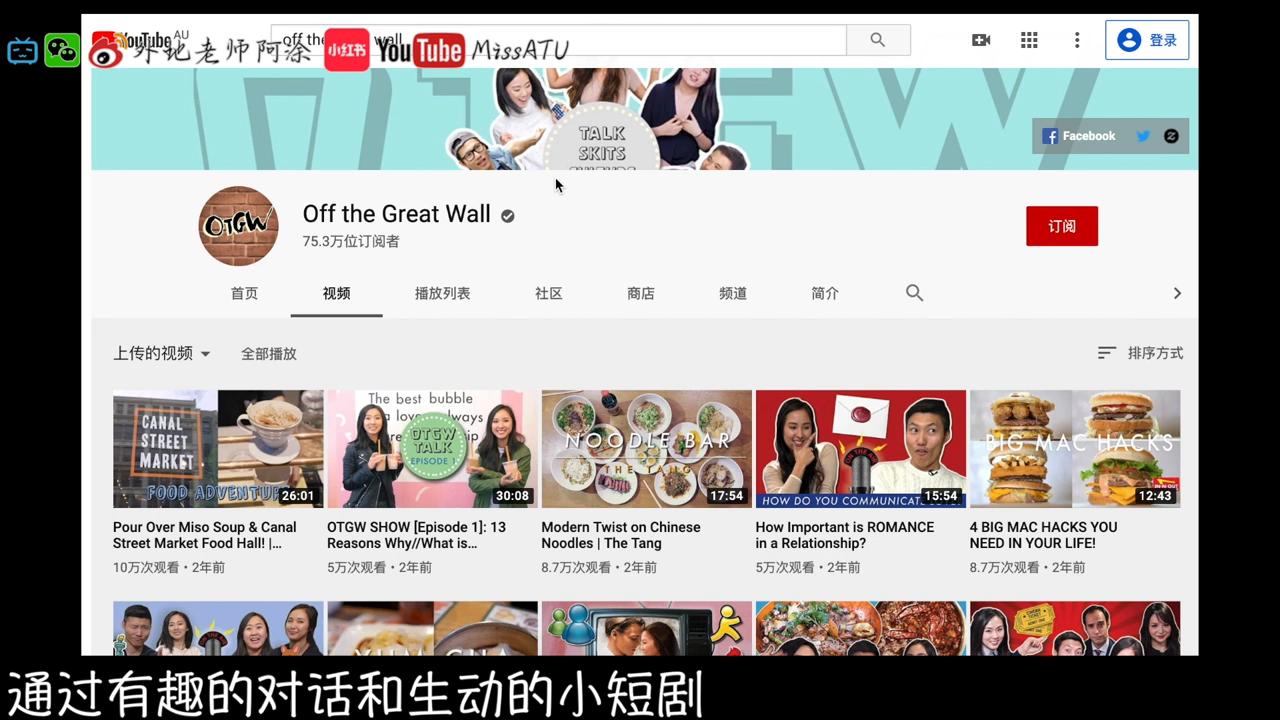 YouTube AU
off the wall
外地老师阿涂 小红书 YouTube MissATU
登录
TALK
SKITS
CULTURE
Facebook
OTGW
Off the Great Wall
75.3万位订阅者
订阅
首页 视频 播放列表 社区 商店 频道 简介
上传的视频 全部播放 排序方式
CANAL
STREET
MARKET
FOOD ADVENTUR
26:01
The best bubble
OTGW
TALK
EPISODE 1
30:08
NOODLE BAR
THE TANG
17:54
ON THE AIR
HOW DO YOU COMMUNICAT
15:54
BIG MAC HACKS
12:43
Pour Over Miso Soup & Canal
Street Market Food Hall! |...
10万次观看 • 2年前
OTGW SHOW [Episode 1]: 13
Reasons Why//What is...
5万次观看 • 2年前
Modern Twist on Chinese
Noodles | The Tang
8.7万次观看 • 2年前
How Important is ROMANCE
in a Relationship?
5万次观看 • 2年前
4 BIG MAC HACKS YOU
NEED IN YOUR LIFE!
8.7万次观看 • 2年前
通过有趣的对话和生动的小短剧